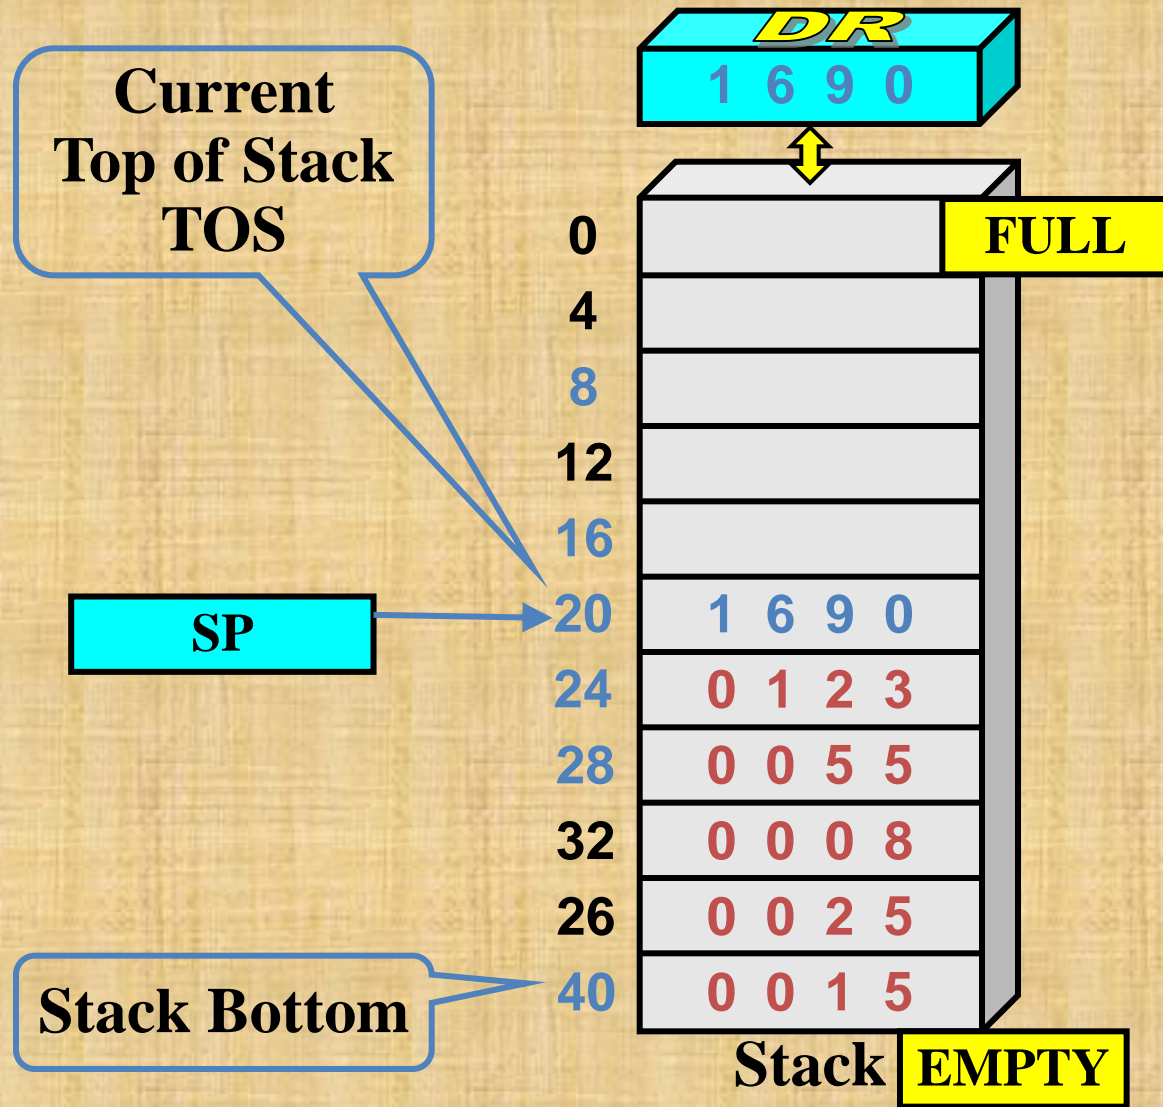 DR
1 6 9 0
Current
Top of Stack
TOS
0
FULL
4
8
12
16
SP
20 1 6 9 0
24 0 1 2 3
28 0 0 5 5
32 0 0 0 8
26 0 0 2 5
Stack Bottom
40 0 0 1 5
Stack EMPTY